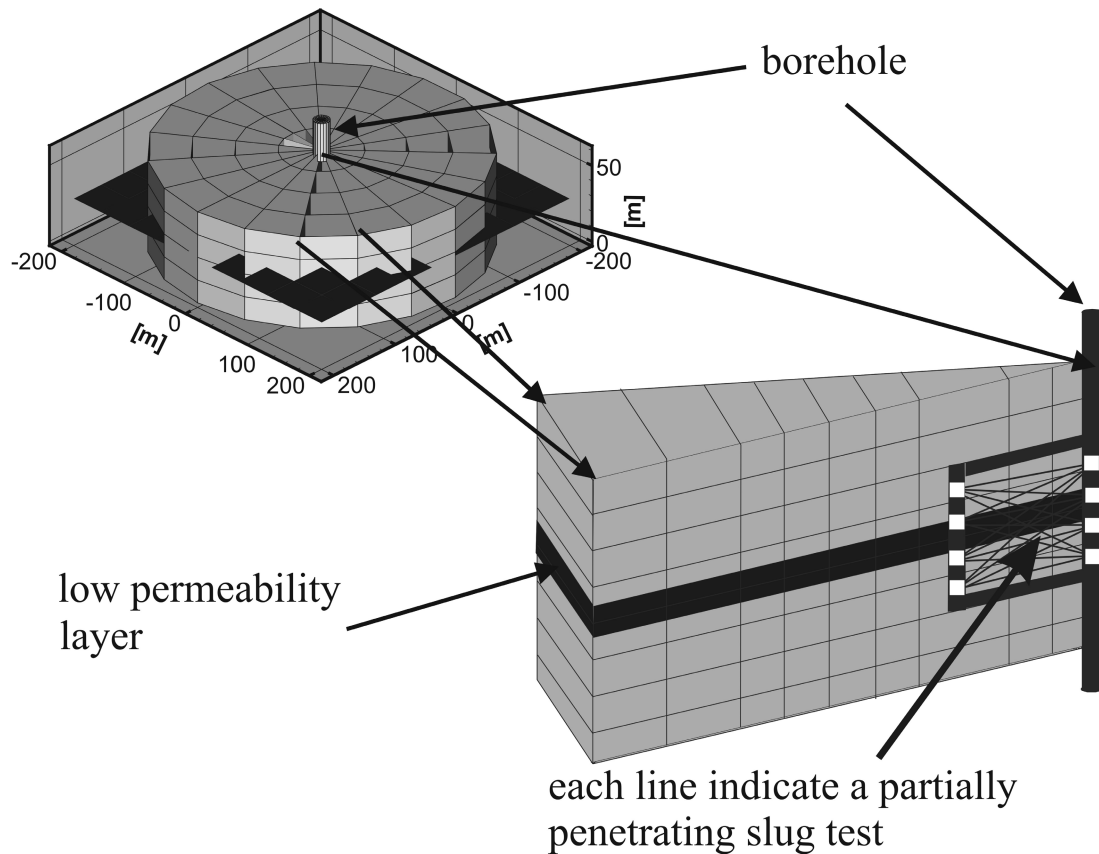 borehole
50
[m]
0
-200
-200
-100
-100
0
0
[m]
[m]
100
100
200
200
low permeability
layer
each line indicate a partially
penetrating slug test